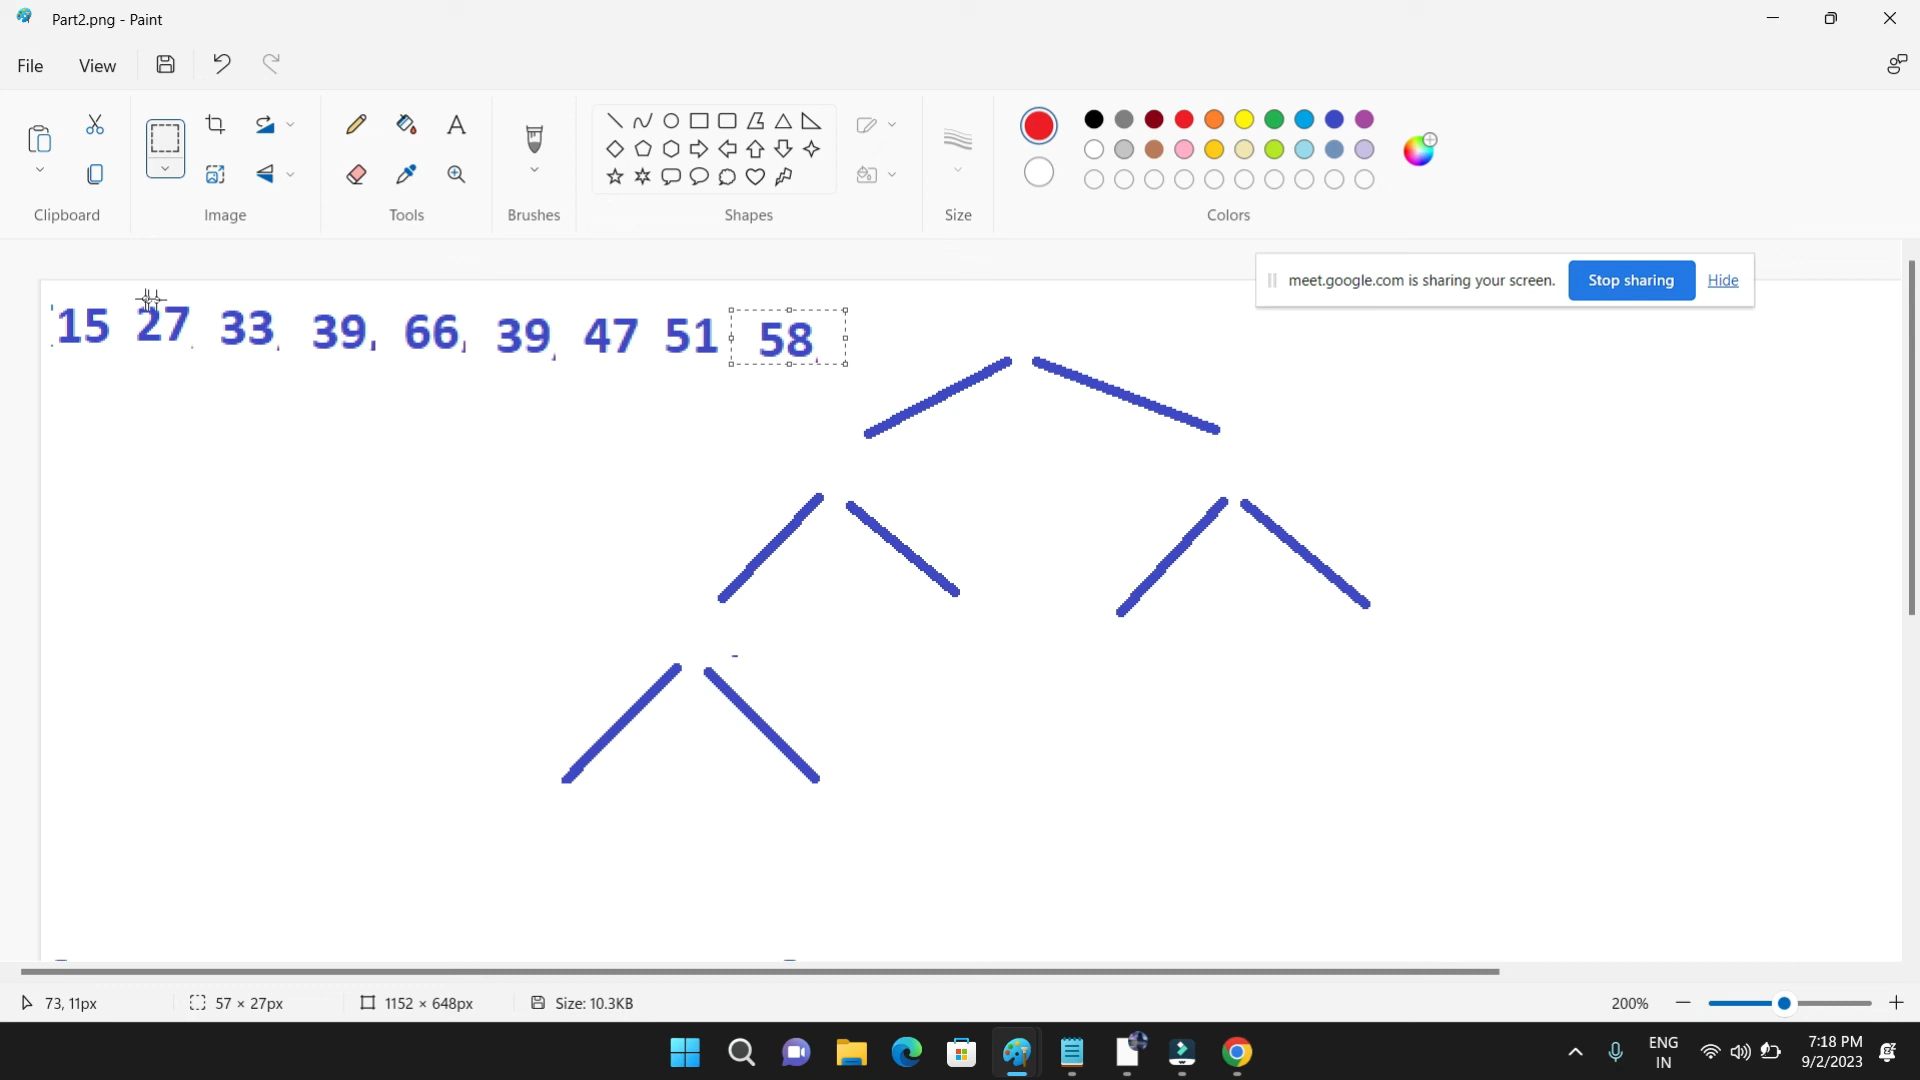 Part2.png - Paint
File View
Clipboard
Image
Tools
Brushes
Shapes
Size
Colors
meet.google.com is sharing your screen. Stop sharing Hide
15 27 33, 39, 66, 39, 47 51 58,
73, 11px
57 × 27px
1152 × 648px
Size: 10.3KB
200%
ENG
IN
7:18 PM
9/2/2023